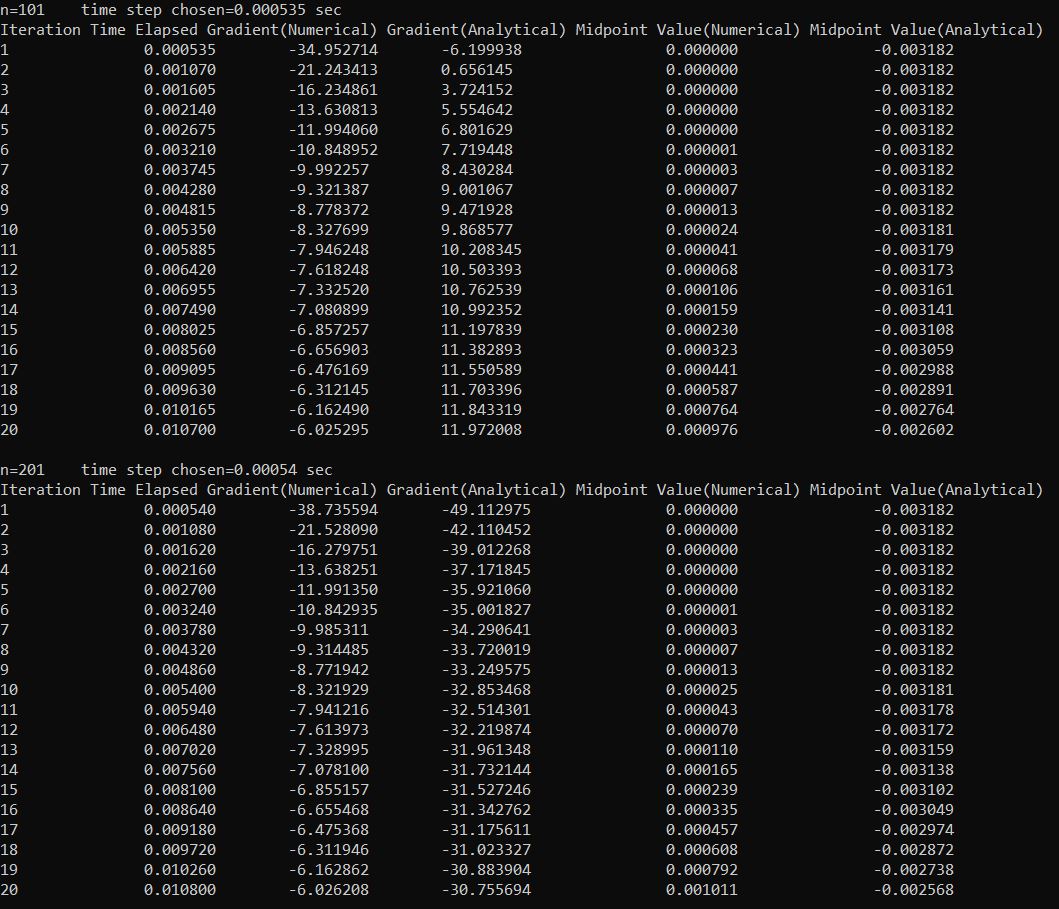 n=101    time step chosen=0.000535 sec
Iteration Time Elapsed Gradient(Numerical) Gradient(Analytical) Midpoint Value(Numerical) Midpoint Value(Analytical)
1 0.000535 -34.952714 -6.199938 0.000000 -0.003182
2 0.001070 -21.243413 0.656145 0.000000 -0.003182
3 0.001605 -16.234861 3.724152 0.000000 -0.003182
4 0.002140 -13.630813 5.554642 0.000000 -0.003182
5 0.002675 -11.994060 6.801629 0.000000 -0.003182
6 0.003210 -10.848952 7.719448 0.000001 -0.003182
7 0.003745 -9.992257 8.430284 0.000003 -0.003182
8 0.004280 -9.321387 9.001067 0.000007 -0.003182
9 0.004815 -8.778372 9.471928 0.000013 -0.003182
10 0.005350 -8.327699 9.868577 0.000024 -0.003181
11 0.005885 -7.946248 10.208345 0.000041 -0.003179
12 0.006420 -7.618248 10.503393 0.000068 -0.003173
13 0.006955 -7.332520 10.762539 0.000106 -0.003161
14 0.007490 -7.080899 10.992352 0.000159 -0.003141
15 0.008025 -6.857257 11.197839 0.000230 -0.003108
16 0.008560 -6.656903 11.382893 0.000323 -0.003059
17 0.009095 -6.476169 11.550589 0.000441 -0.002988
18 0.009630 -6.312145 11.703396 0.000587 -0.002891
19 0.010165 -6.162490 11.843319 0.000764 -0.002764
20 0.010700 -6.025295 11.972008 0.000976 -0.002602
n=201    time step chosen=0.00054 sec
Iteration Time Elapsed Gradient(Numerical) Gradient(Analytical) Midpoint Value(Numerical) Midpoint Value(Analytical)
1 0.000540 -38.735594 -49.112975 0.000000 -0.003182
2 0.001080 -21.528090 -42.110452 0.000000 -0.003182
3 0.001620 -16.279751 -39.012268 0.000000 -0.003182
4 0.002160 -13.638251 -37.171845 0.000000 -0.003182
5 0.002700 -11.991350 -35.921060 0.000000 -0.003182
6 0.003240 -10.842935 -35.001827 0.000001 -0.003182
7 0.003780 -9.985311 -34.290641 0.000003 -0.003182
8 0.004320 -9.314485 -33.720019 0.000007 -0.003182
9 0.004860 -8.771942 -33.249575 0.000013 -0.003182
10 0.005400 -8.321929 -32.853468 0.000025 -0.003181
11 0.005940 -7.941216 -32.514301 0.000043 -0.003178
12 0.006480 -7.613973 -32.219874 0.000070 -0.003172
13 0.007020 -7.328995 -31.961348 0.000110 -0.003159
14 0.007560 -7.078100 -31.732144 0.000165 -0.003138
15 0.008100 -6.855157 -31.527246 0.000239 -0.003102
16 0.008640 -6.655468 -31.342762 0.000335 -0.003049
17 0.009180 -6.475368 -31.175611 0.000457 -0.002974
18 0.009720 -6.311946 -31.023327 0.000608 -0.002872
19 0.010260 -6.162862 -30.883904 0.000792 -0.002738
20 0.010800 -6.026208 -30.755694 0.001011 -0.002568